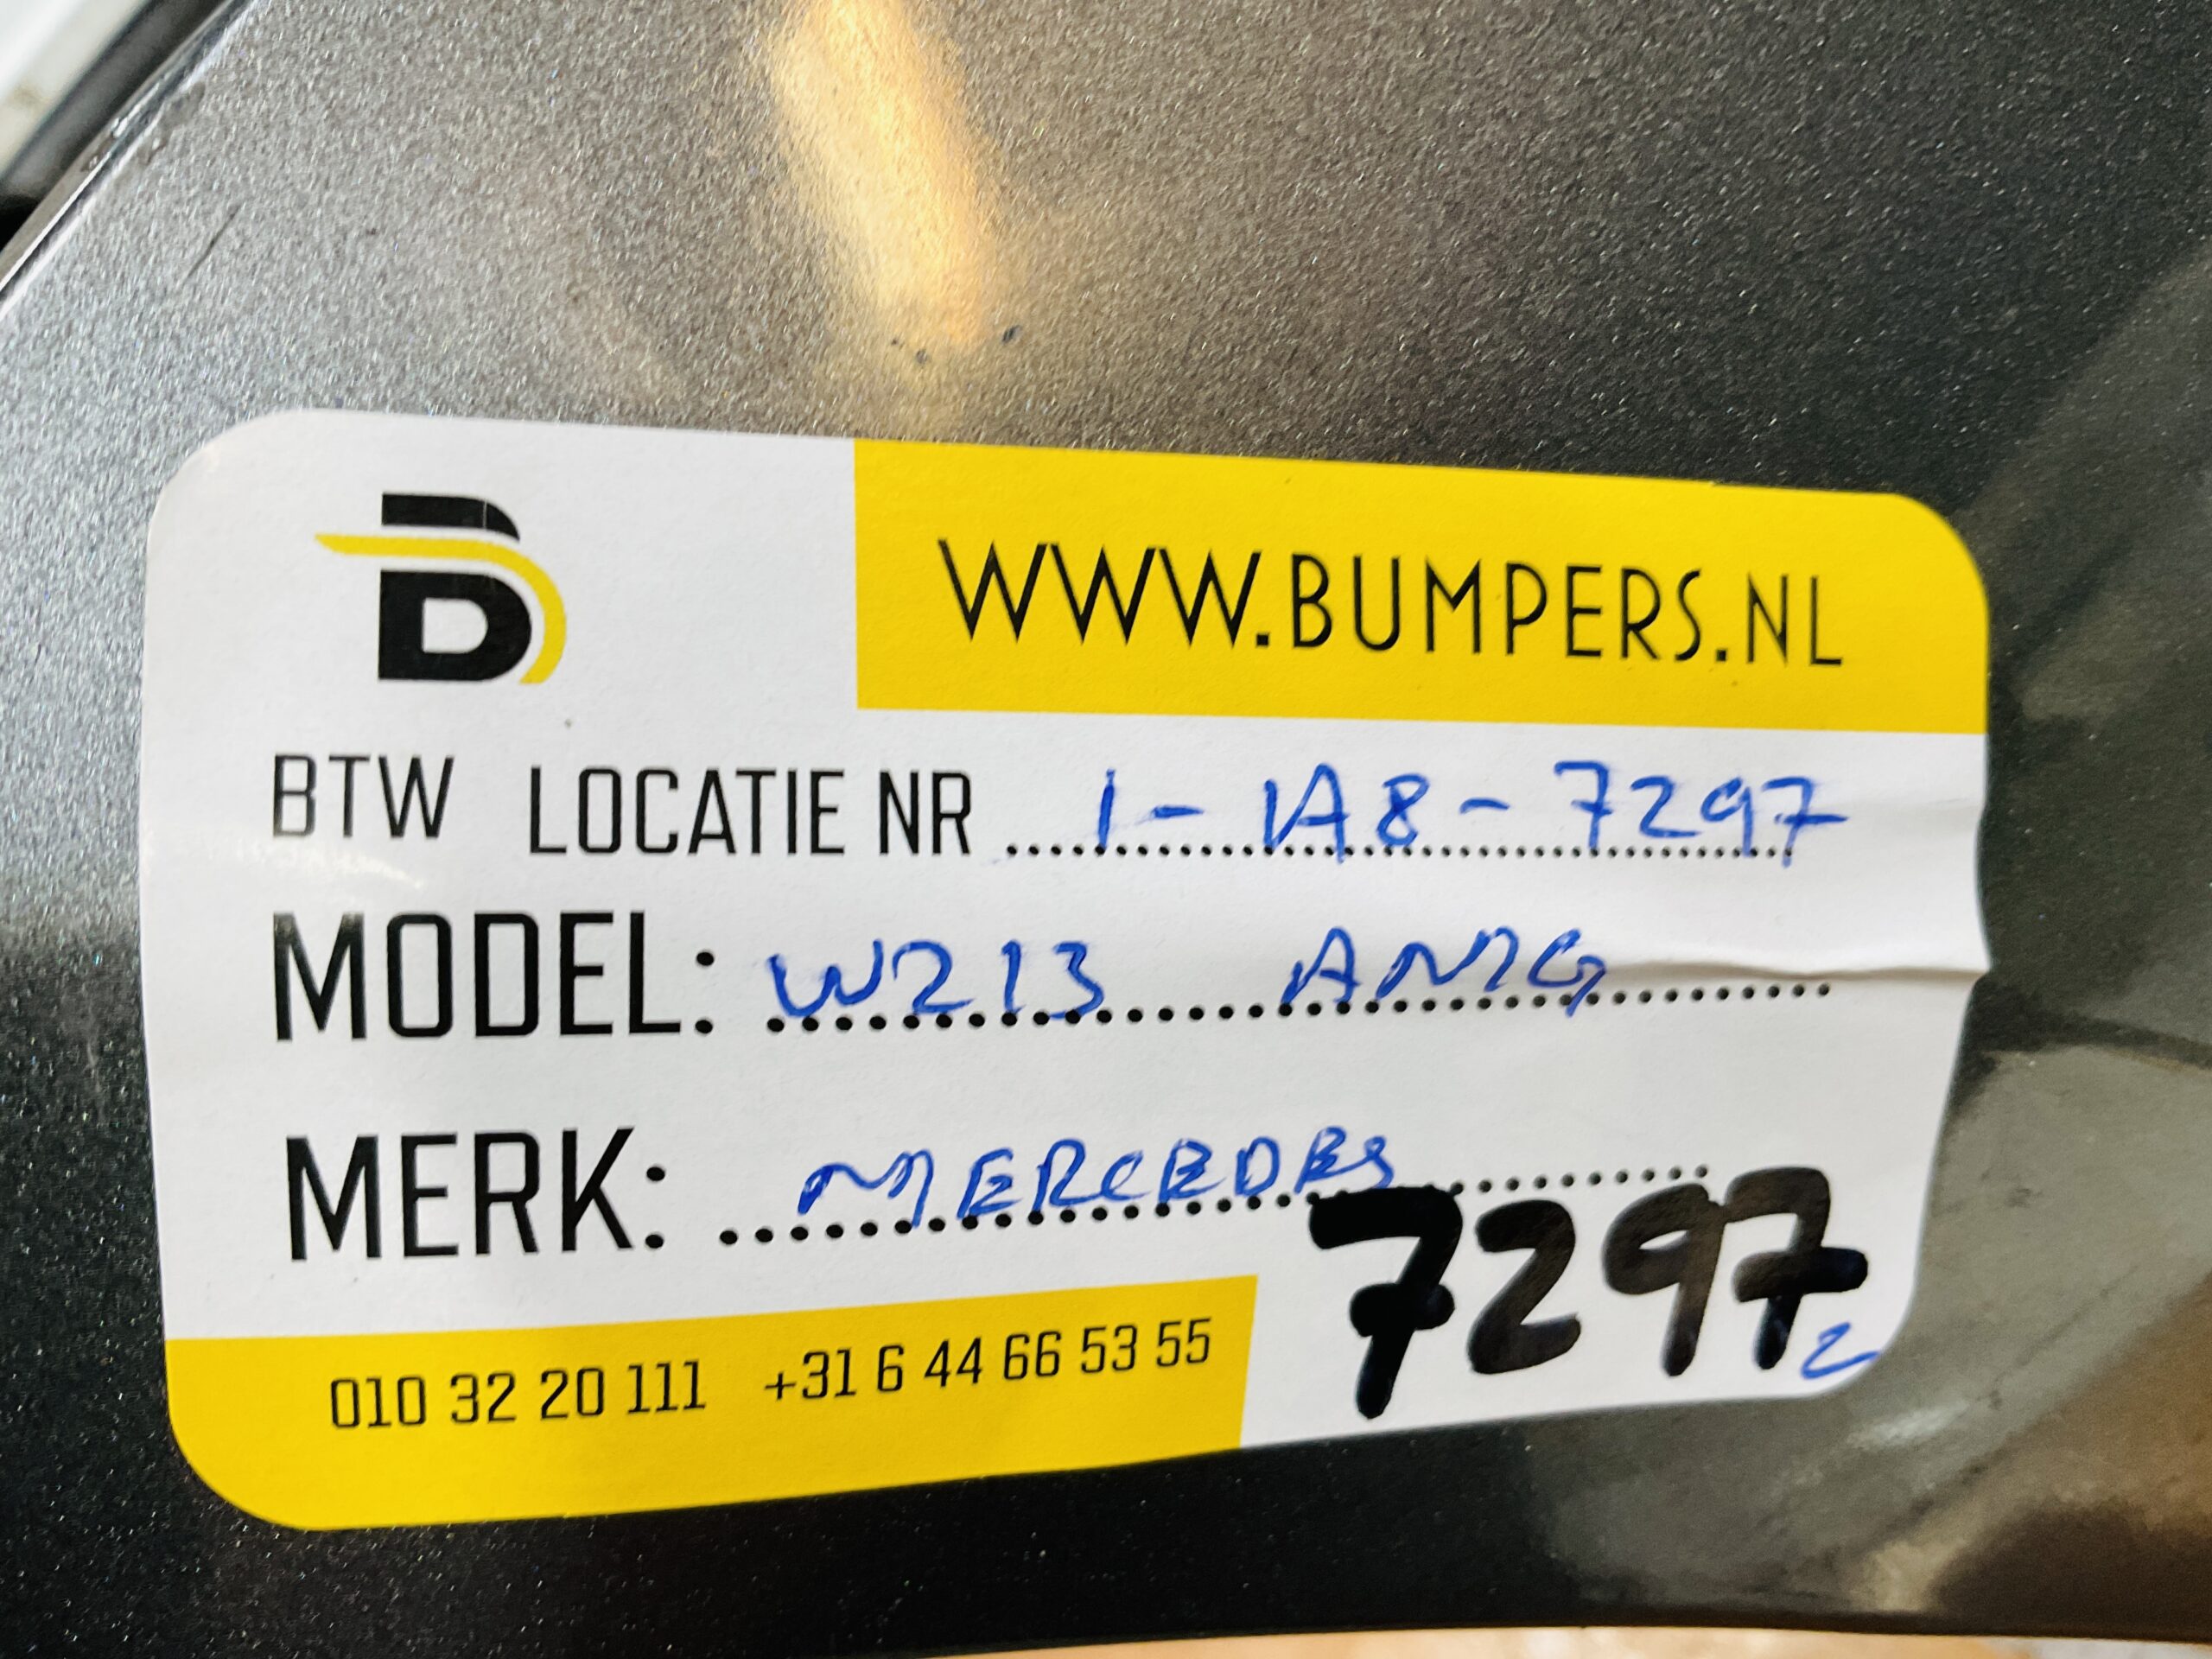 B
WWW.BUMPERS.NL
BTW LOCATIE NR 1-1A8-7297
MODEL: W213 AMG
MERK: MERCEDES
7297
2
010 32 20 111 +31 6 44 66 53 55